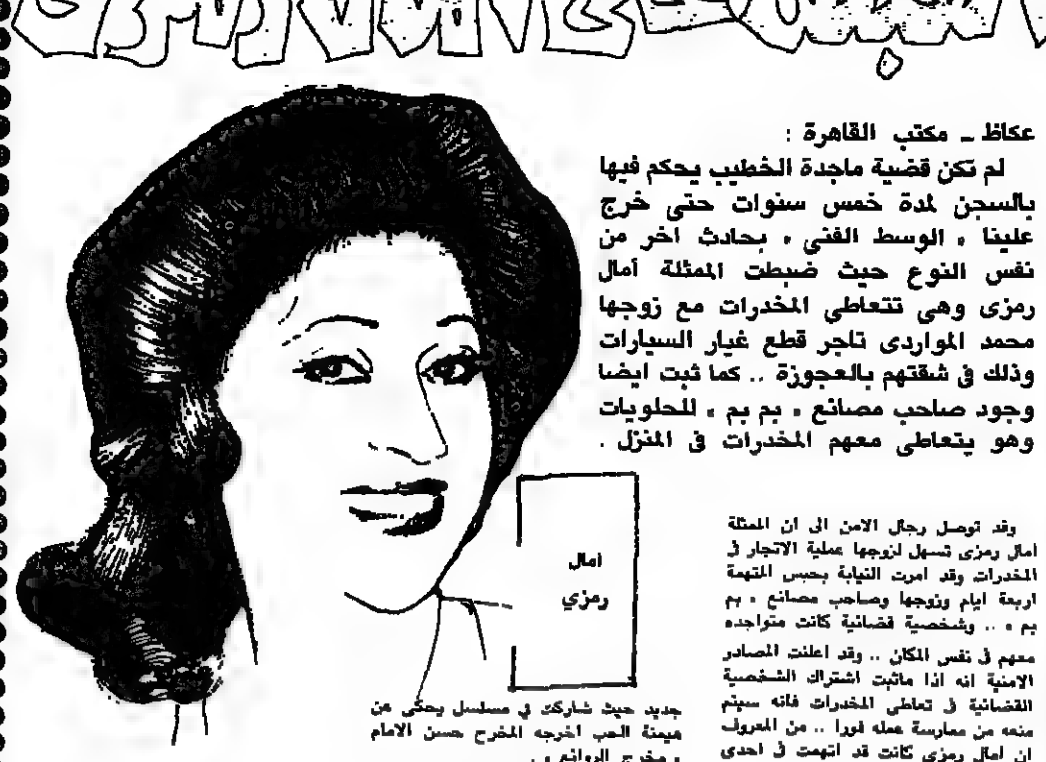 عكاظ ـ مكتب القاهرة :
لم تكن قضية ماجدة الخطيب يحكم فيها
بالسجن لمدة خمس سنوات حتى خرج
علينا « الوسط الفنى » بحادث اخر من
نفس النوع حيث ضبطت الممثلة أمال
رمزى وهى تتعاطي المخدرات مع زوجها
محمد المواردى تاجر قطع غيار السيارات
وذلك فى شقتهم بالعجوزة .. كما ثبت ايضا
وجود صاحب مصانع « بم بم » للحلويات
وهو يتعاطى معهم المخدرات فى المنزل .
وقد توصل رجال الامن الى ان الممثلة
امال رمزى تسهل لزوجها عملية الاتجار فى
المخدرات وقد امرت النيابة بحبس المتهمة
اربعة ايام وزوجها وصاحب مصانع « بم
بم » .. وشخصية قضائية كانت متواجده
معهم فى نفس المكان .. وقد اعلنت المصادر
الامنية انه اذا ماثبت اشتراك الشخصية
القضائية فى تعاطى المخدرات فانه سيتم
منعه من ممارسة عمله فورا .. من المعروف
ان امال رمزى كانت قد اتهمت فى احدى
أمال
رمزي
جديد حيث شاركت فى مسلسل يحكى عن
هيمنة الحب اخرجه المخرج حسن الامام
« مخرج الروائع » .